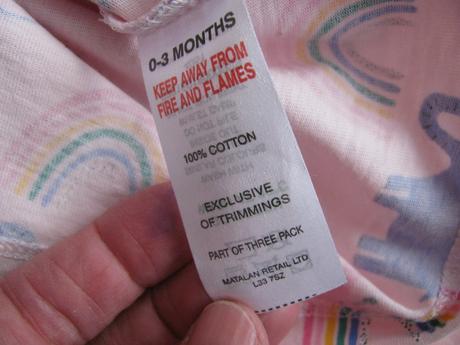 0-3 MONTHS
KEEP AWAY FROM
FIRE AND FLAMES
100% COTTON
EXCLUSIVE
OF TRIMMINGS
PART OF THREE PACK
MATALAN RETAIL LTD
L33 7SZ